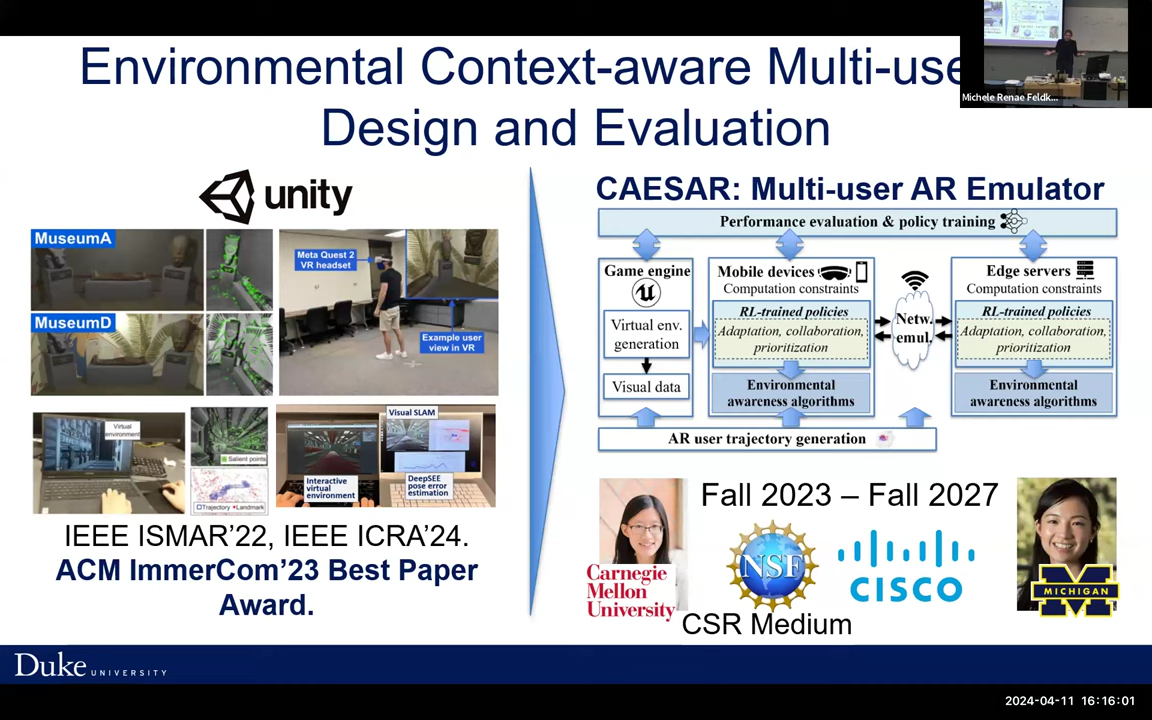 Environmental Context-aware Multi-use
Design and Evaluation
Michele Renae Feldk...
unity
MuseumA
MuseumD
Meta Quest 2
VR headset
Example user
view in VR
Virtual
environment
Salient points
Trajectory
Landmark
Interactive
virtual
environment
Visual SLAM
DeepSEE
pose error
estimation
IEEE ISMAR’22, IEEE ICRA’24.
ACM ImmerCom’23 Best Paper
Award.
CAESAR: Multi-user AR Emulator
Performance evaluation & policy training
Game engine
Virtual env.
generation
Visual data
Mobile devices
Computation constraints
RL-trained policies
Adaptation, collaboration,
prioritization
Environmental
awareness algorithms
Netw.
emul.
Edge servers
Computation constraints
RL-trained policies
Adaptation, collaboration,
prioritization
Environmental
awareness algorithms
AR user trajectory generation
Fall 2023 – Fall 2027
Carnegie
Mellon
University
NSF
CISCO
M
MICHIGAN
CSR Medium
Duke UNIVERSITY
2024-04-11 16:16:01